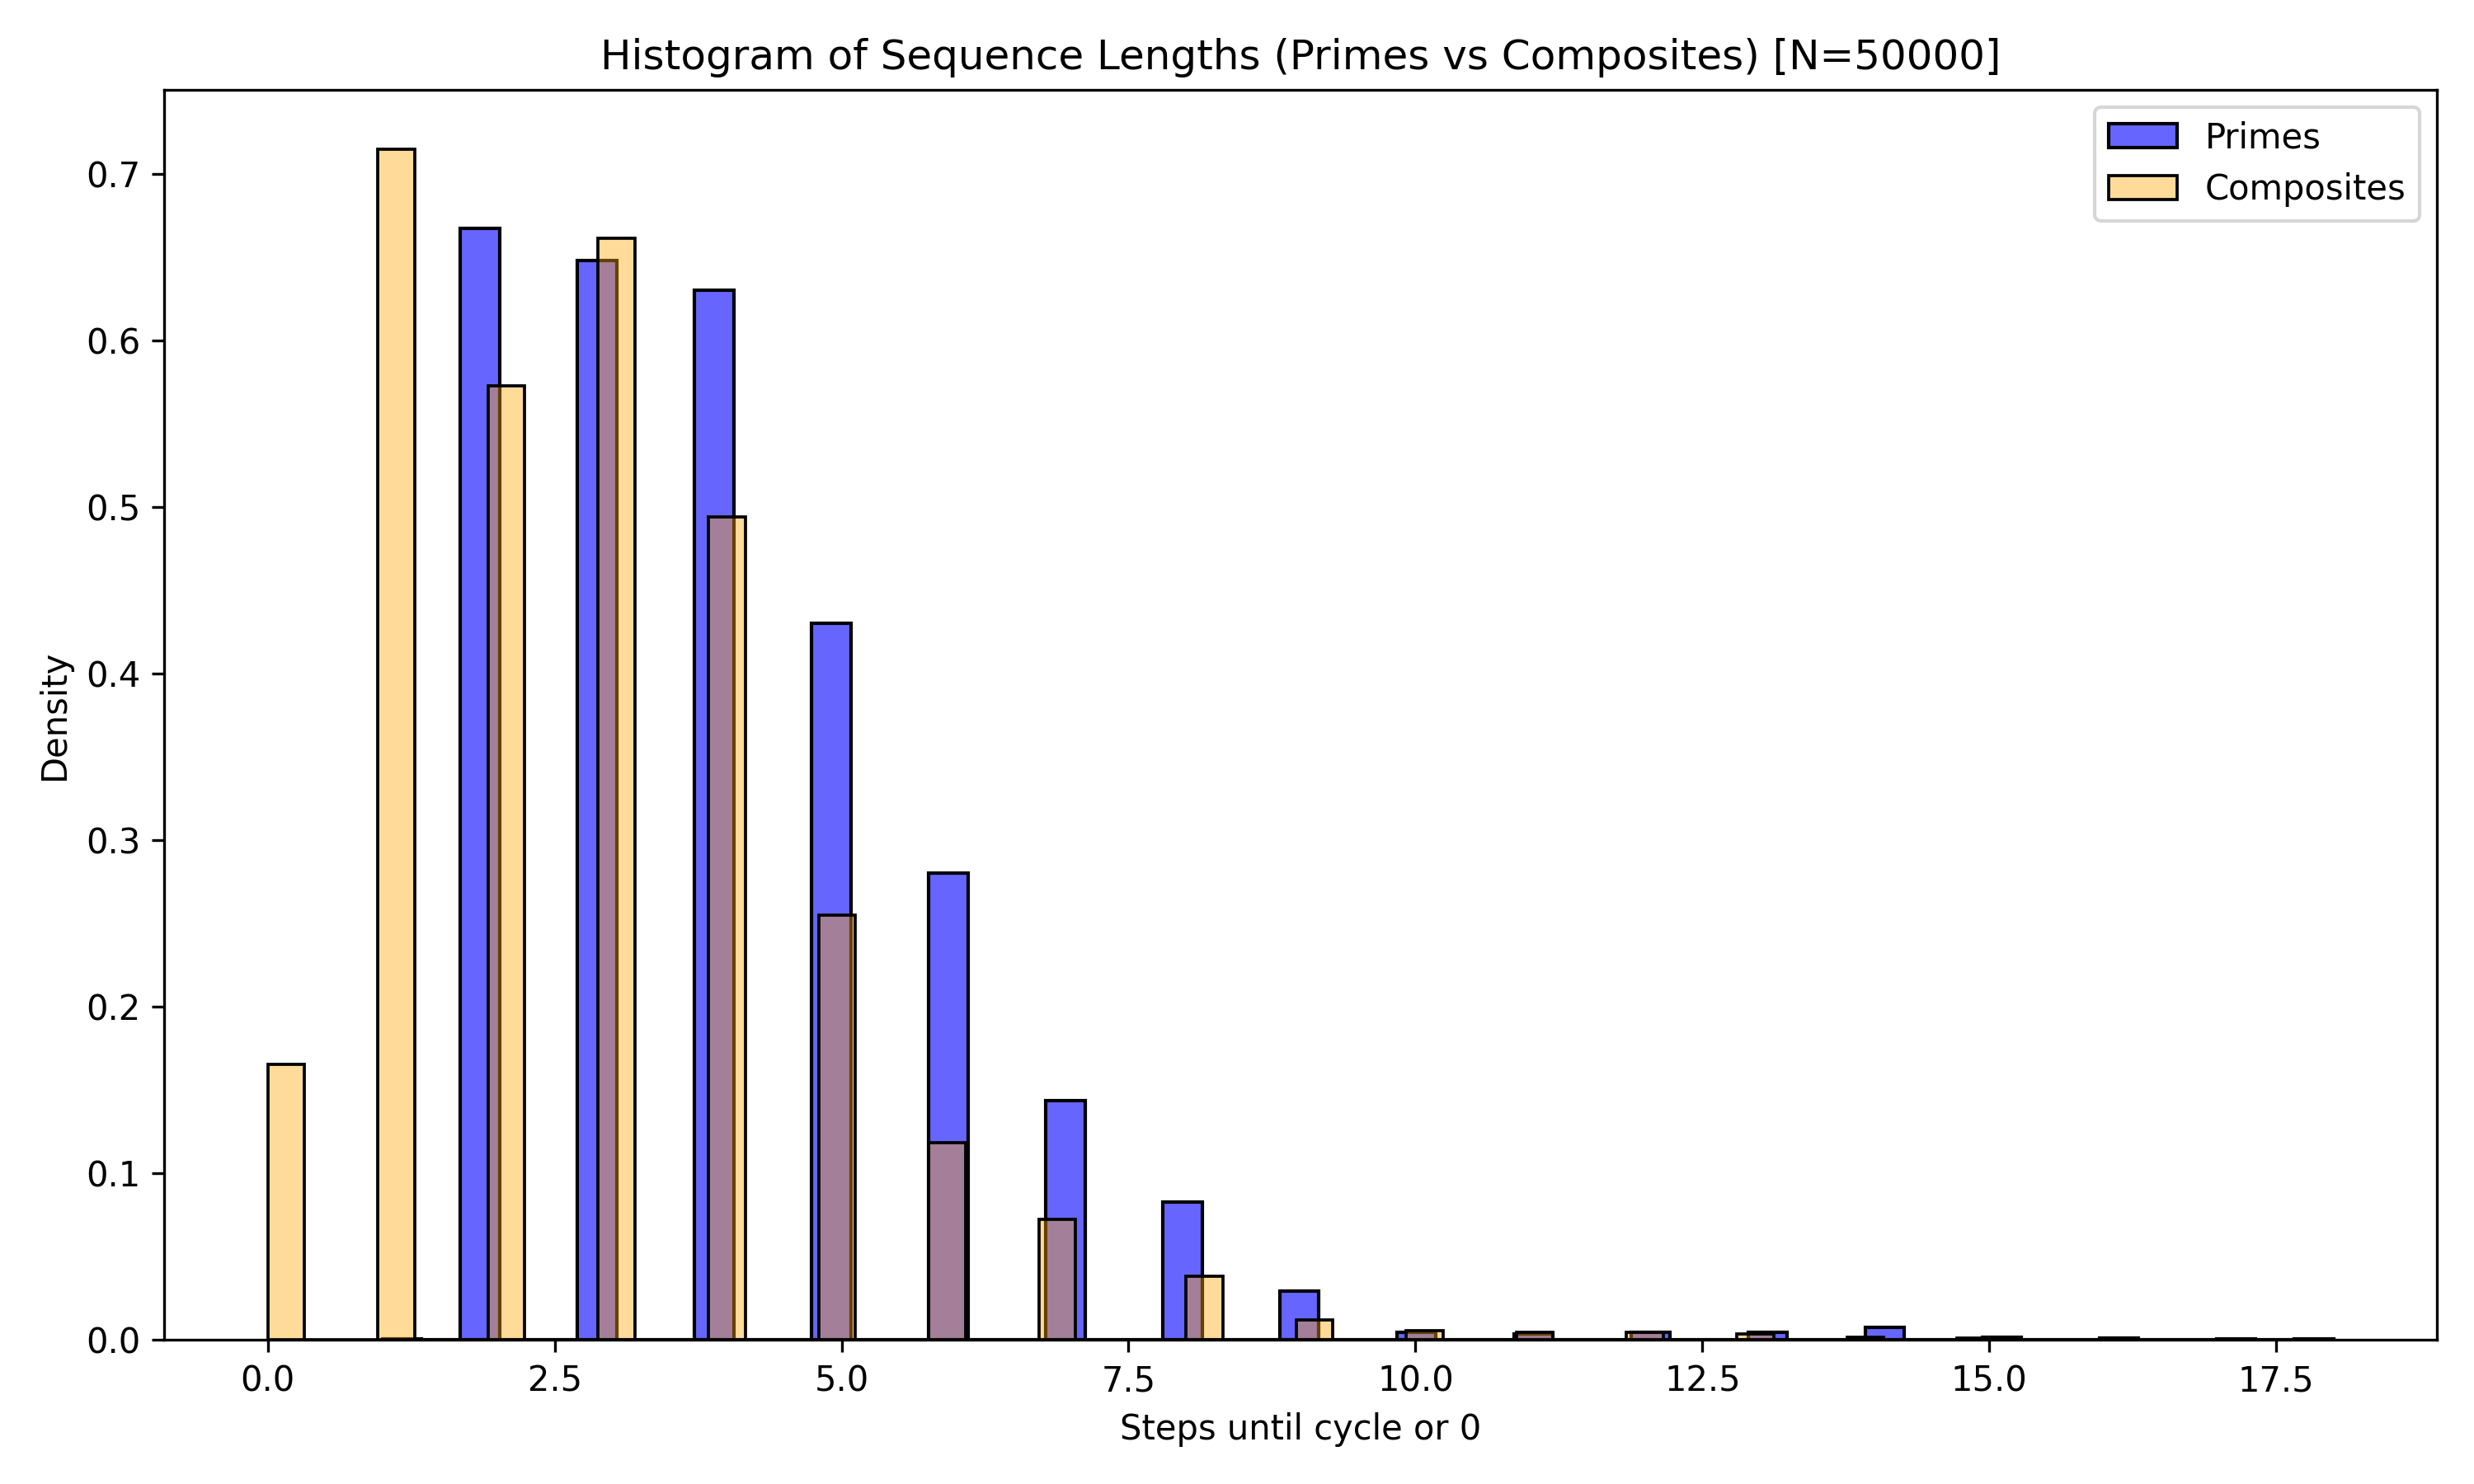 Histogram of Sequence Lengths (Primes vs Composites) [N=50000]
Primes
Composites
Density
0.7
0.6
0.5
0.4
0.3
0.2
0.1
0.0
0.0 2.5 5.0 7.5 10.0 12.5 15.0 17.5
Steps until cycle or 0